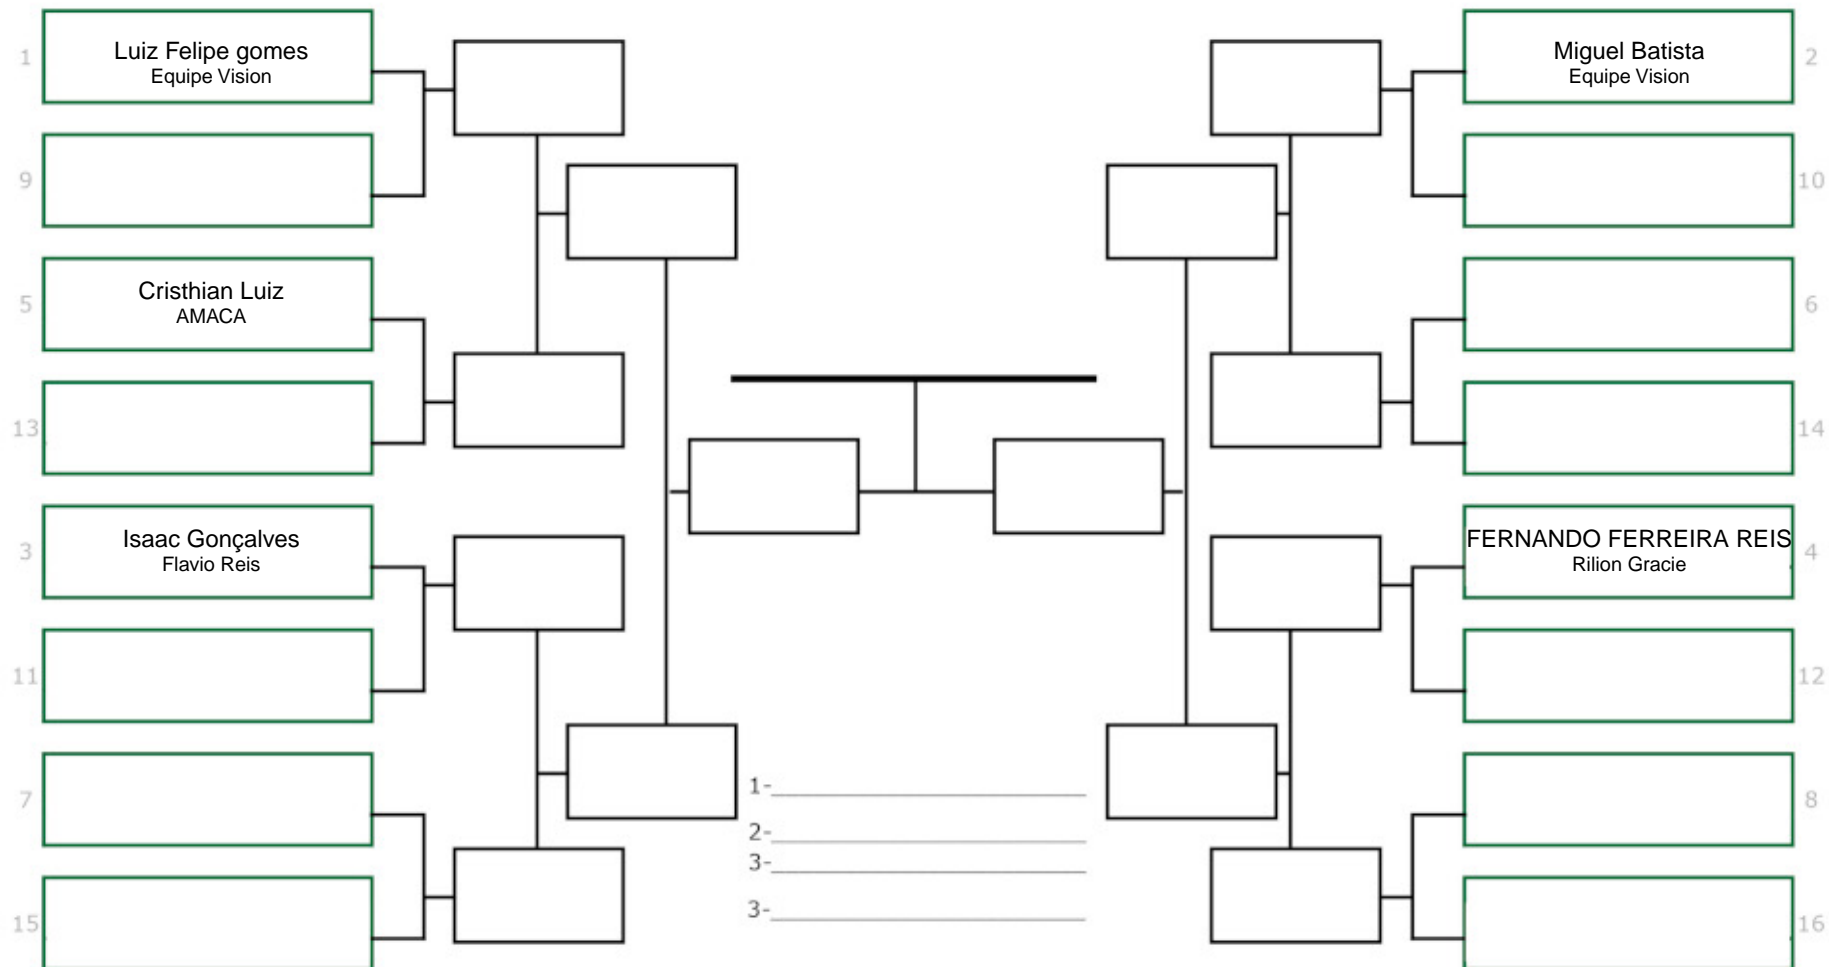 1
Luiz Felipe gomes
Equipe Vision
9
5
Cristhian Luiz
AMACA
13
3
Isaac Gonçalves
Flavio Reis
11
7
15
1-
2-
3-
3-
Miguel Batista
Equipe Vision
2
10
6
14
FERNANDO FERREIRA REIS
Rilion Gracie
4
12
8
16